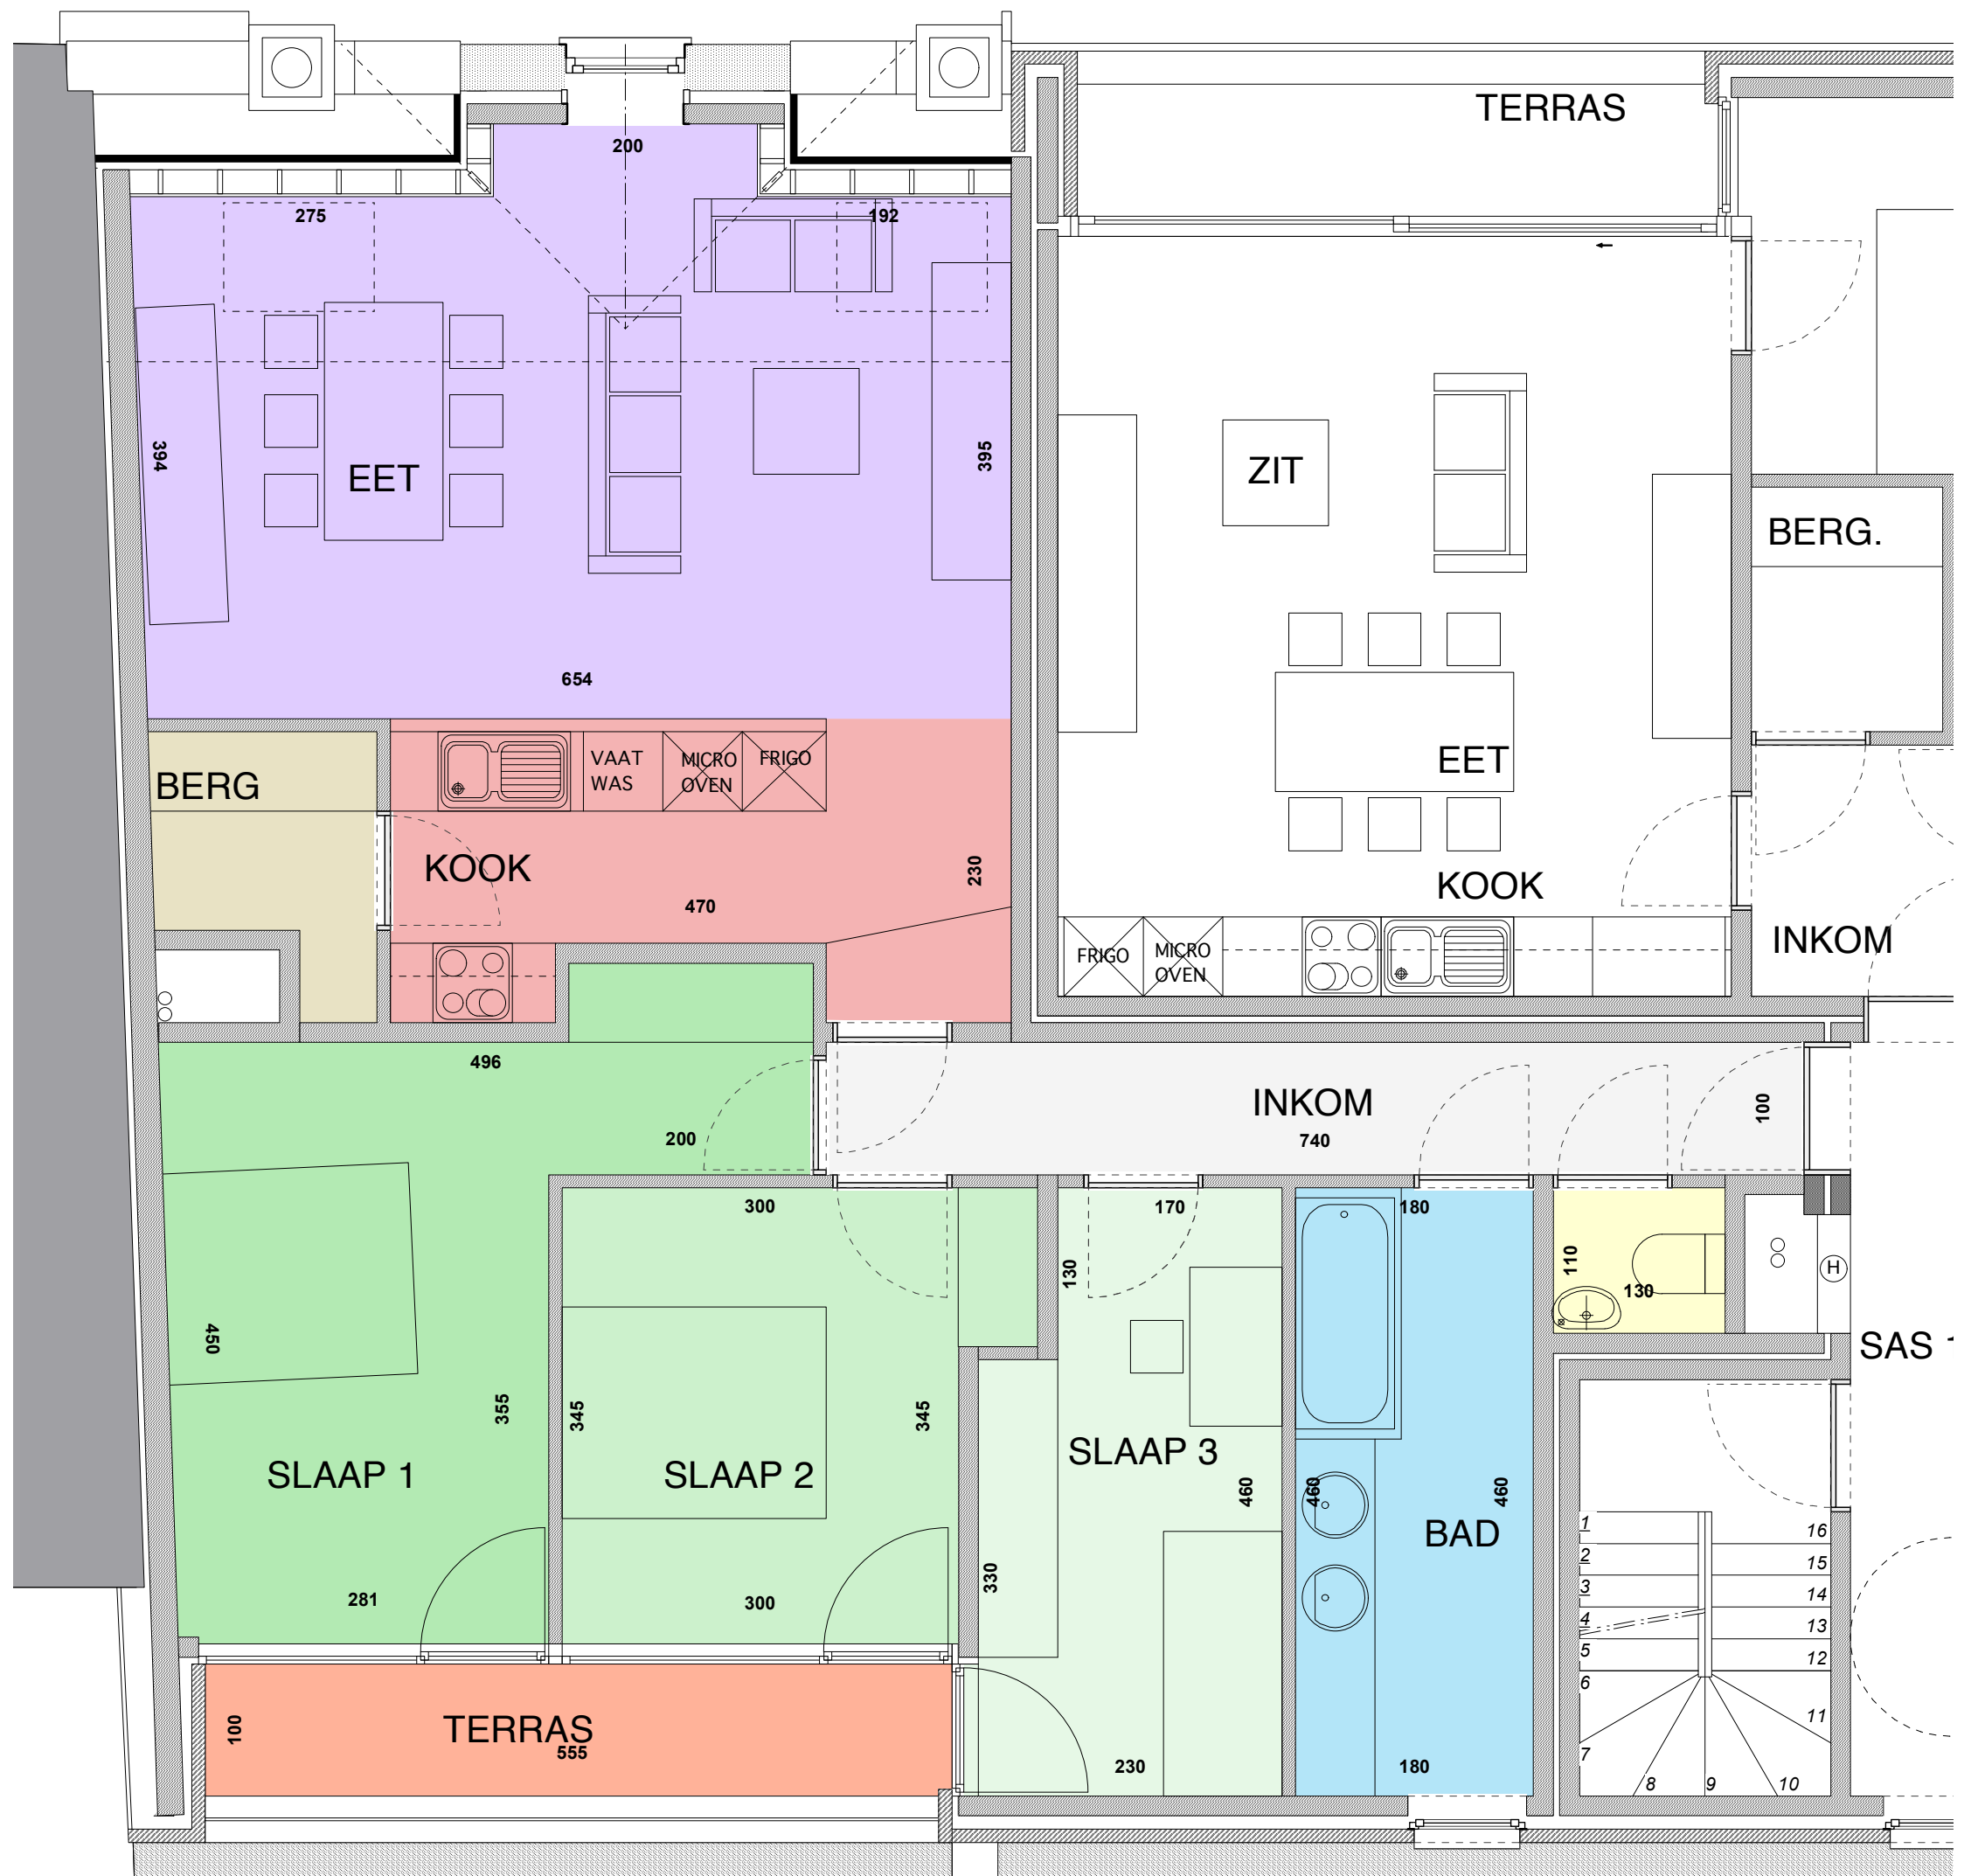 TERRAS
200
275
192
394
EET
395
ZIT
BERG.
654
BERG
VAAT
WAS
MICRO
OVEN
FRIGO
EET
KOOK
470
230
KOOK
INKOM
FRIGO
MICRO
OVEN
496
200
INKOM
740
100
300
170
180
130
110
130
H
SAS 1
450
355
345
345
SLAAP 1
SLAAP 2
SLAAP 3
460
460
460
BAD
281
300
330
1
2
3
4
5
6
7
8
9
10
11
12
13
14
15
16
100
TERRAS
555
230
180